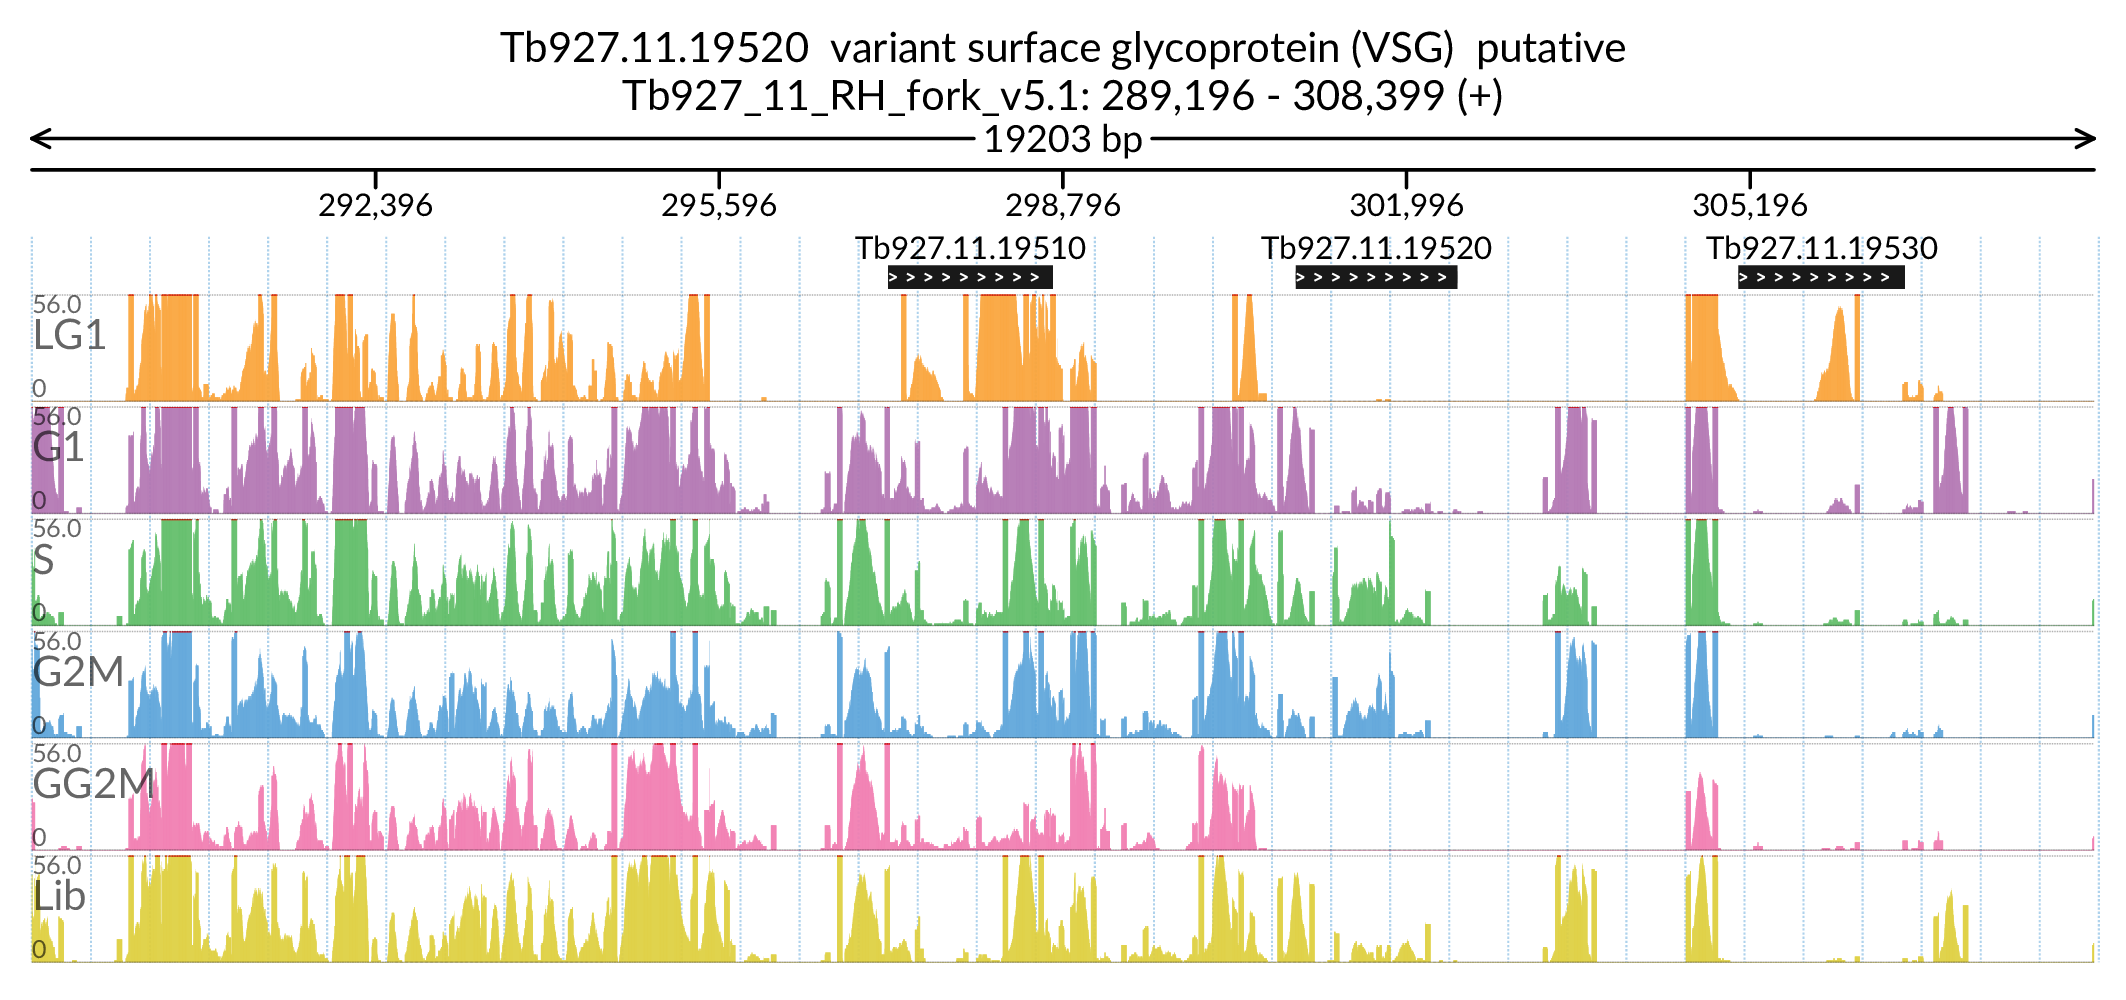 Tb927.11.19520  variant surface glycoprotein (VSG)  putative
Tb927_11_RH_fork_v5.1: 289,196 - 308,399 (+)
19203 bp
292,396 295,596 298,796 301,996 305,196
Tb927.11.19510 Tb927.11.19520 Tb927.11.19530
56.0
LG1
0
56.0
G1
0
56.0
S
0
56.0
G2M
0
56.0
GG2M
0
56.0
Lib
0